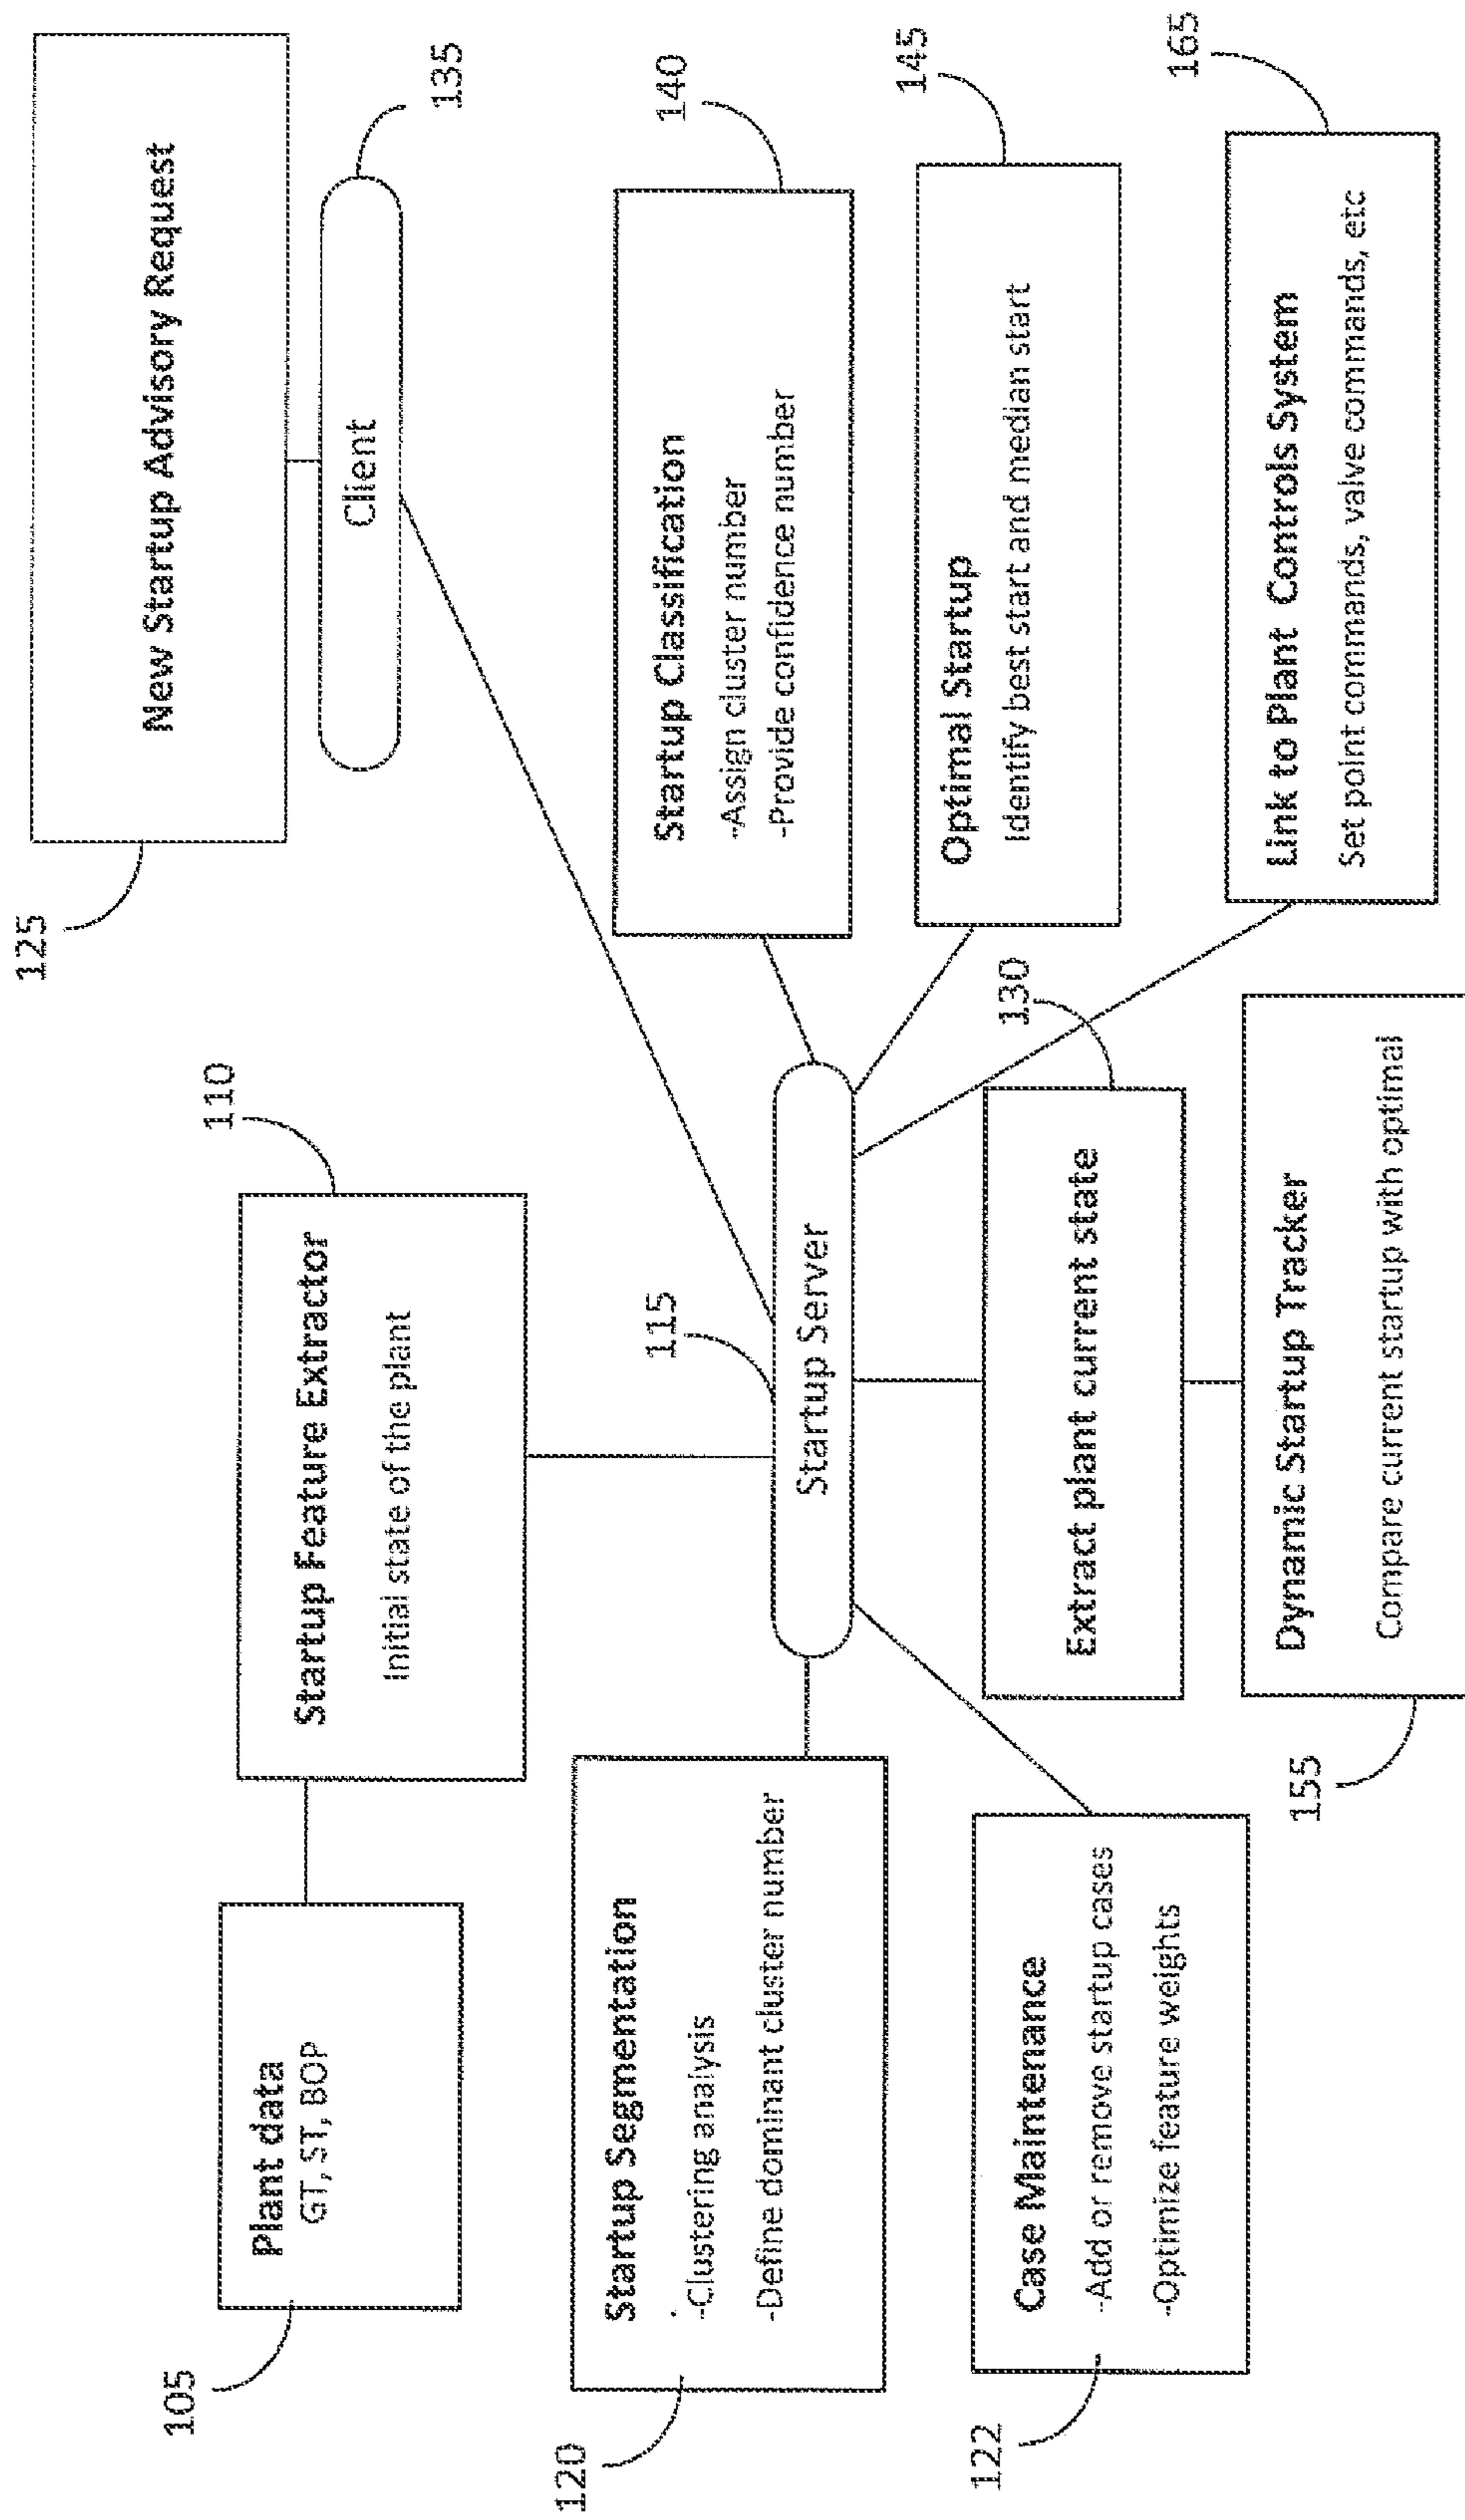 125
New Startup Advisory Request
Client
135
105
Plant data
GT, ST, BOP
110
Startup Feature Extractor
Initial state of the plant
120
Startup Segmentation
-Clustering analysis
-Define dominant cluster number
115
Startup Server
140
Startup Classification
-Assign cluster number
-Provide confidence number
122
Case Maintenance
-Add or remove startup cases
-Optimize feature weights
130
Extract plant current state
145
Optimal Startup
Identify best start and median start
155
Dynamic Startup Tracker
Compare current startup with optimal
165
Link to Plant Controls System
Set point commands, valve commands, etc